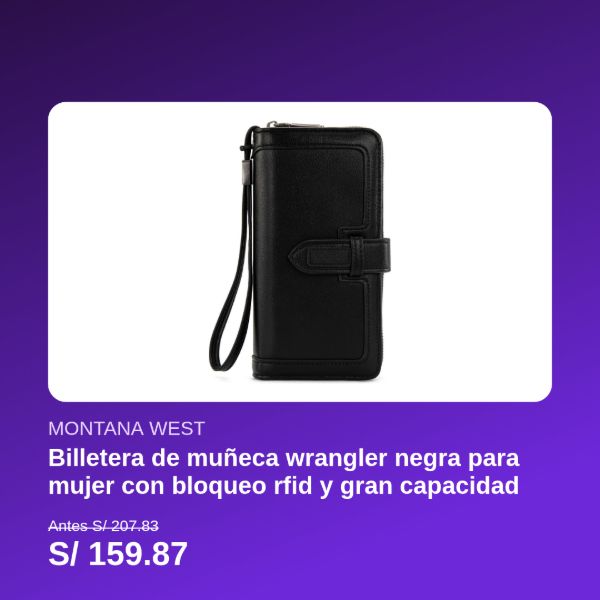 MONTANA WEST
Billetera de muñeca wrangler negra para
mujer con bloqueo rfid y gran capacidad
Antes S/ 207.83
S/ 159.87